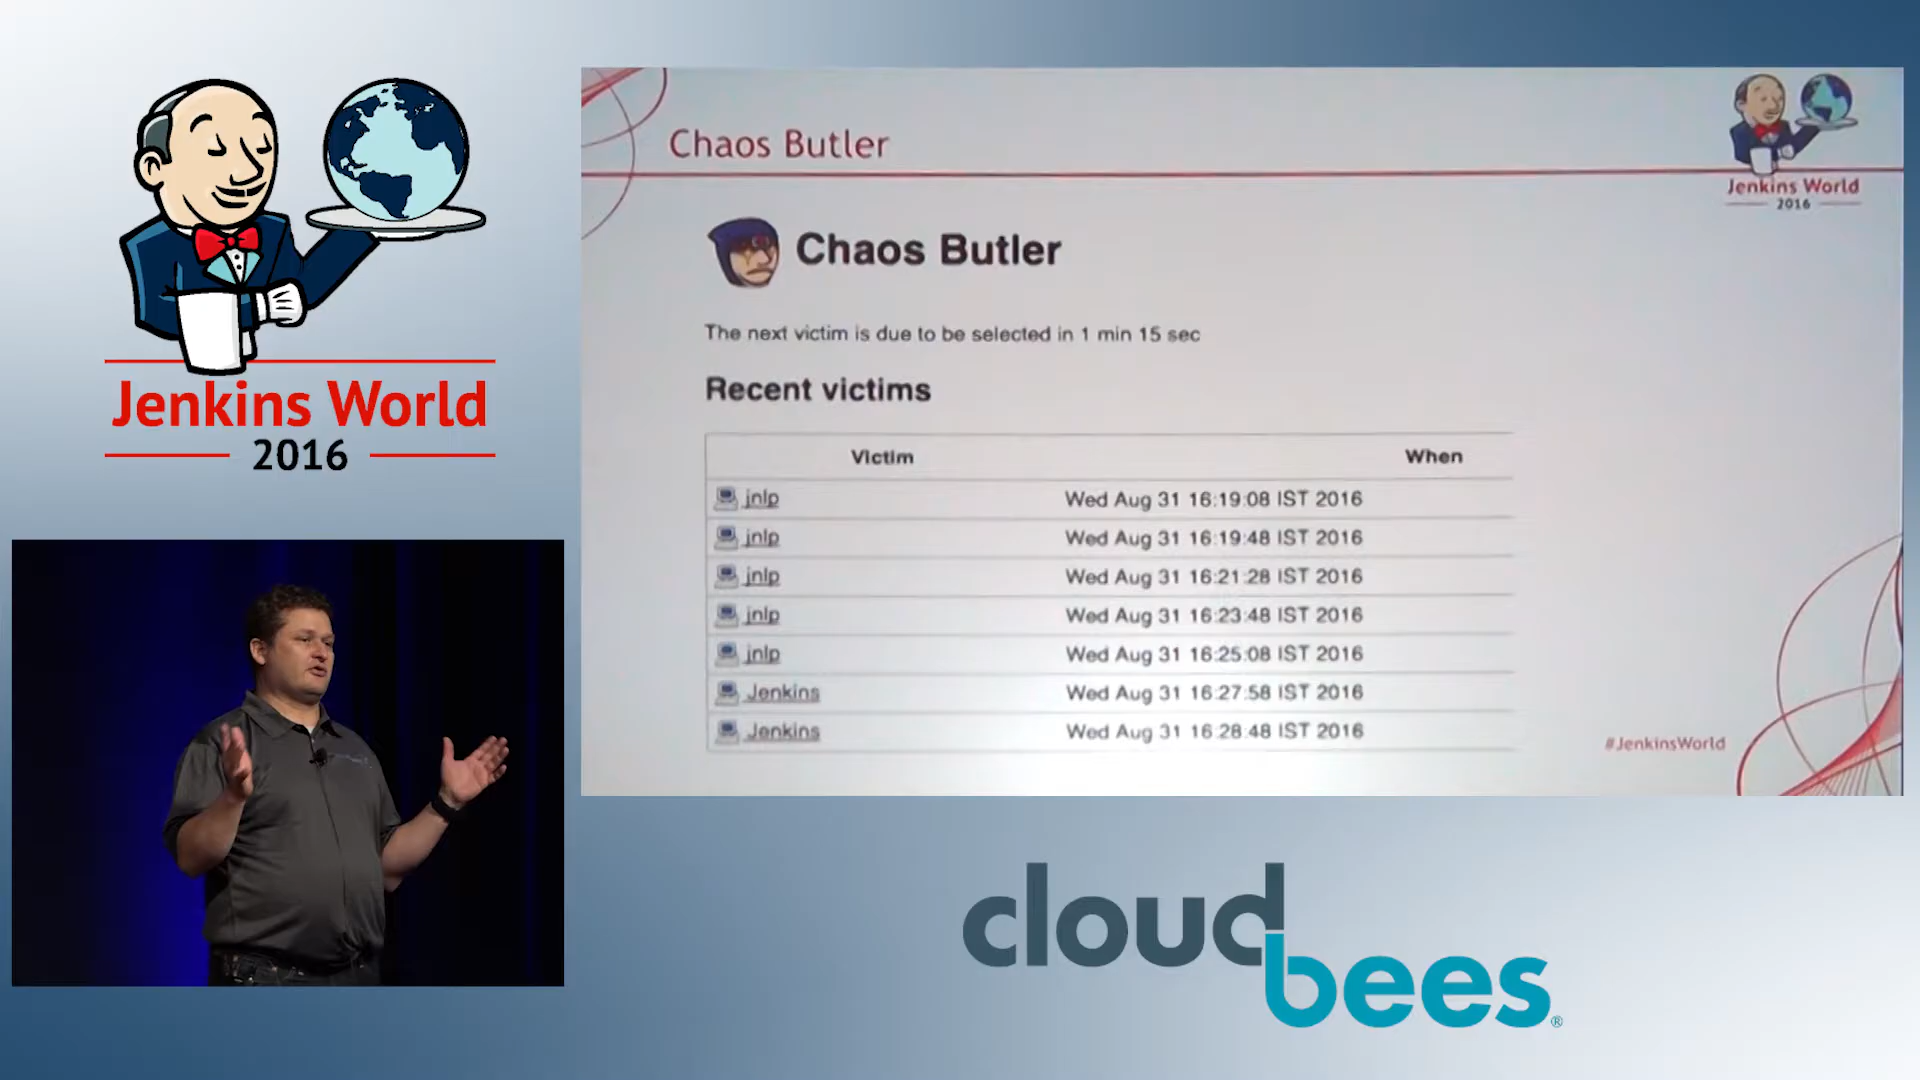 Jenkins World
2016
Chaos Butler
Jenkins World
2016
Chaos Butler
The next victim is due to be selected in 1 min 15 sec
Recent victims
Victim When
jnlp Wed Aug 31 16:19:08 IST 2016
jnlp Wed Aug 31 16:19:48 IST 2016
jnlp Wed Aug 31 16:21:28 IST 2016
jnlp Wed Aug 31 16:23:48 IST 2016
jnlp Wed Aug 31 16:25:08 IST 2016
Jenkins Wed Aug 31 16:27:58 IST 2016
Jenkins Wed Aug 31 16:28:48 IST 2016
#JenkinsWorld
cloud
bees®